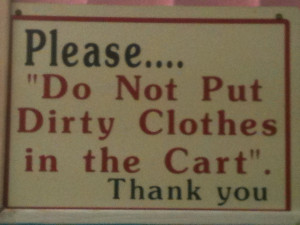 Please....
"Do Not Put
Dirty Clothes
in the Cart".
Thank you